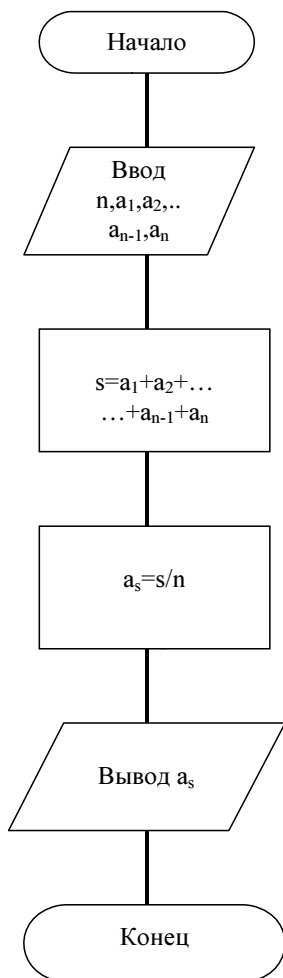 Начало
Ввод
n,a₁,a₂,..
aₙ₋₁,aₙ
s=a₁+a₂+…
…+aₙ₋₁+aₙ
aₛ=s/n
Вывод aₛ
Конец